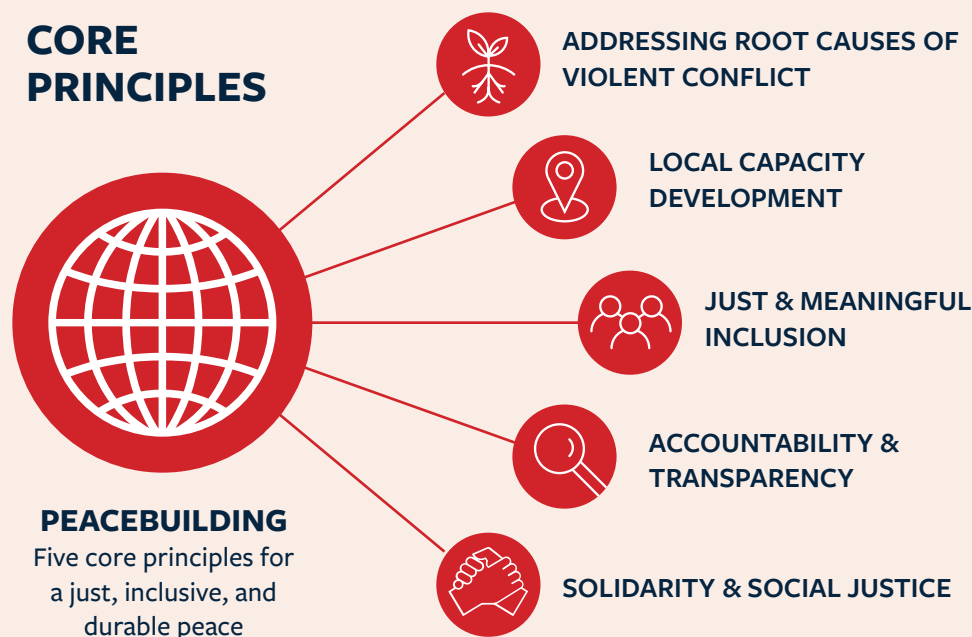 CORE
PRINCIPLES
ADDRESSING ROOT CAUSES OF
VIOLENT CONFLICT
LOCAL CAPACITY
DEVELOPMENT
JUST & MEANINGFUL
INCLUSION
ACCOUNTABILITY &
TRANSPARENCY
SOLIDARITY & SOCIAL JUSTICE
PEACEBUILDING
Five core principles for
a just, inclusive, and
durable peace